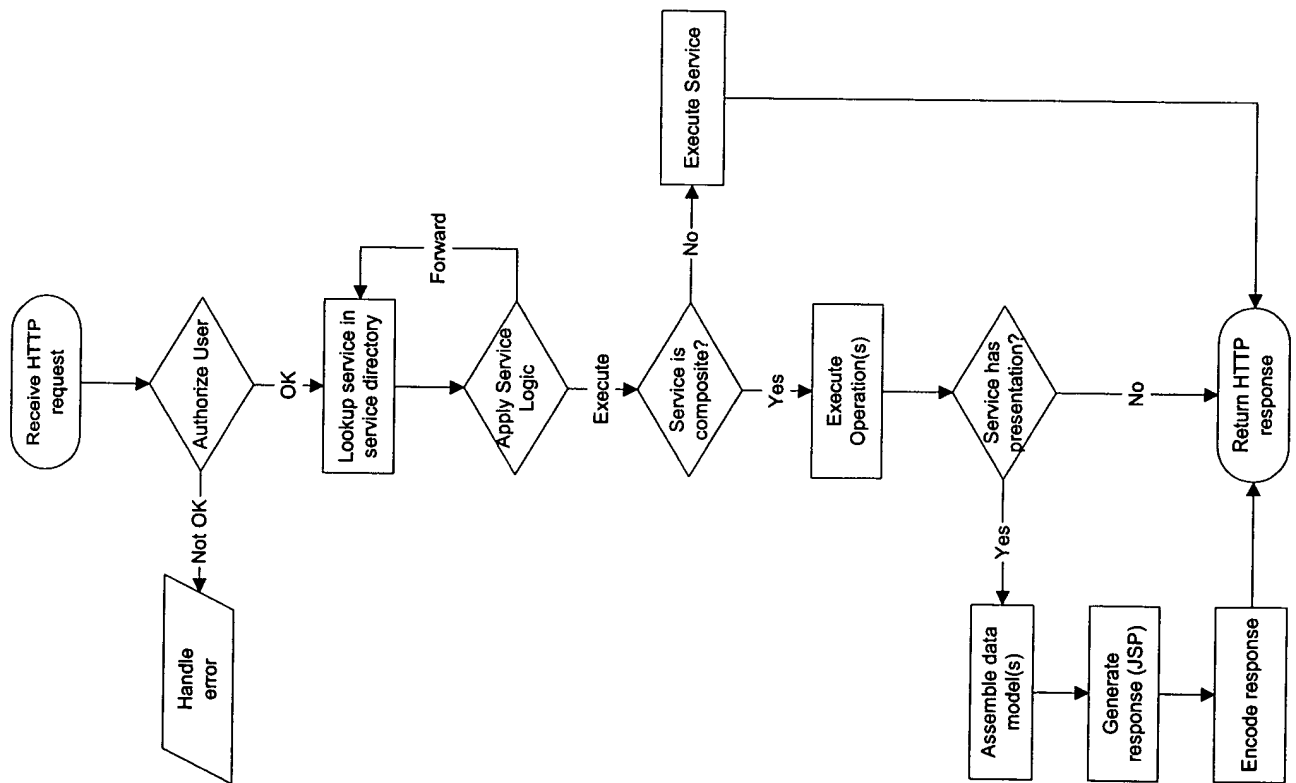 Receive HTTP
request
Authorize User
Not OK
Handle
error
OK
Lookup service in
service directory
Forward
Apply Service
Logic
Execute
Service is
composite?
No
Execute Service
Yes
Execute
Operation(s)
Service has
presentation?
Yes
No
Assemble data
model(s)
Generate
response (JSP)
Encode response
Return HTTP
response